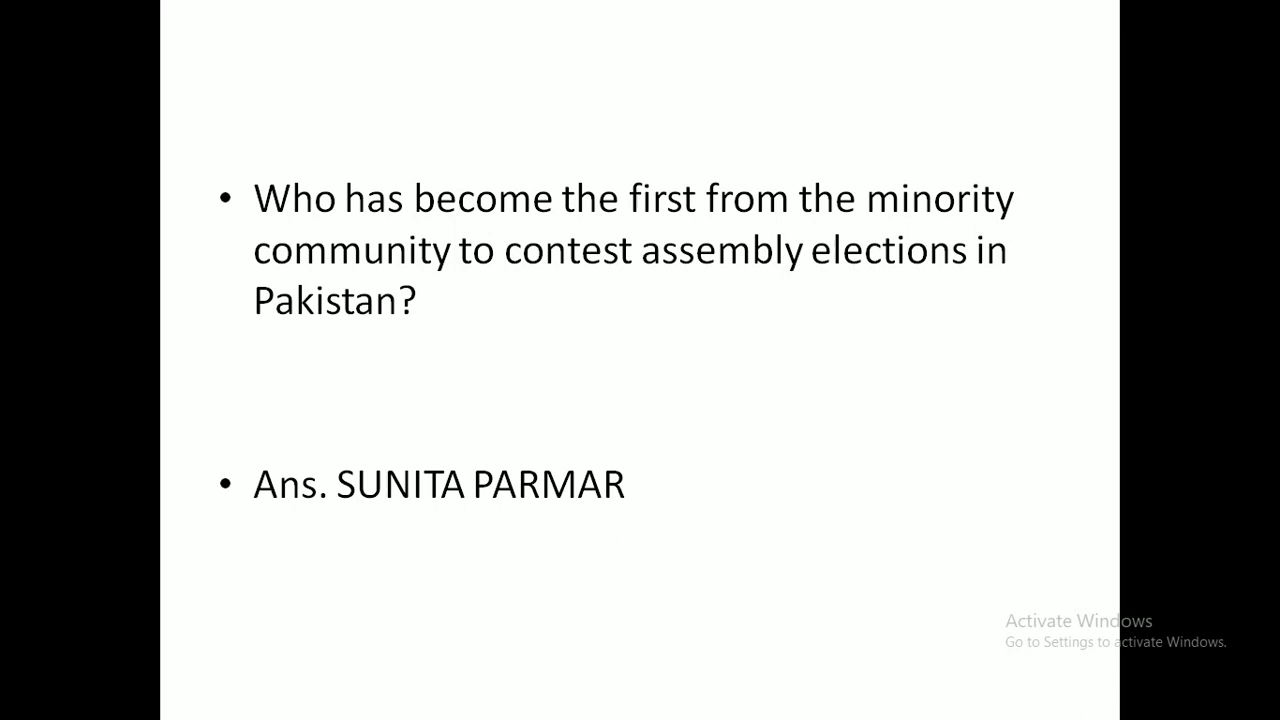 • Who has become the first from the minority
community to contest assembly elections in
Pakistan?
• Ans. SUNITA PARMAR
Activate Windows
Go to Settings to activate Windows.